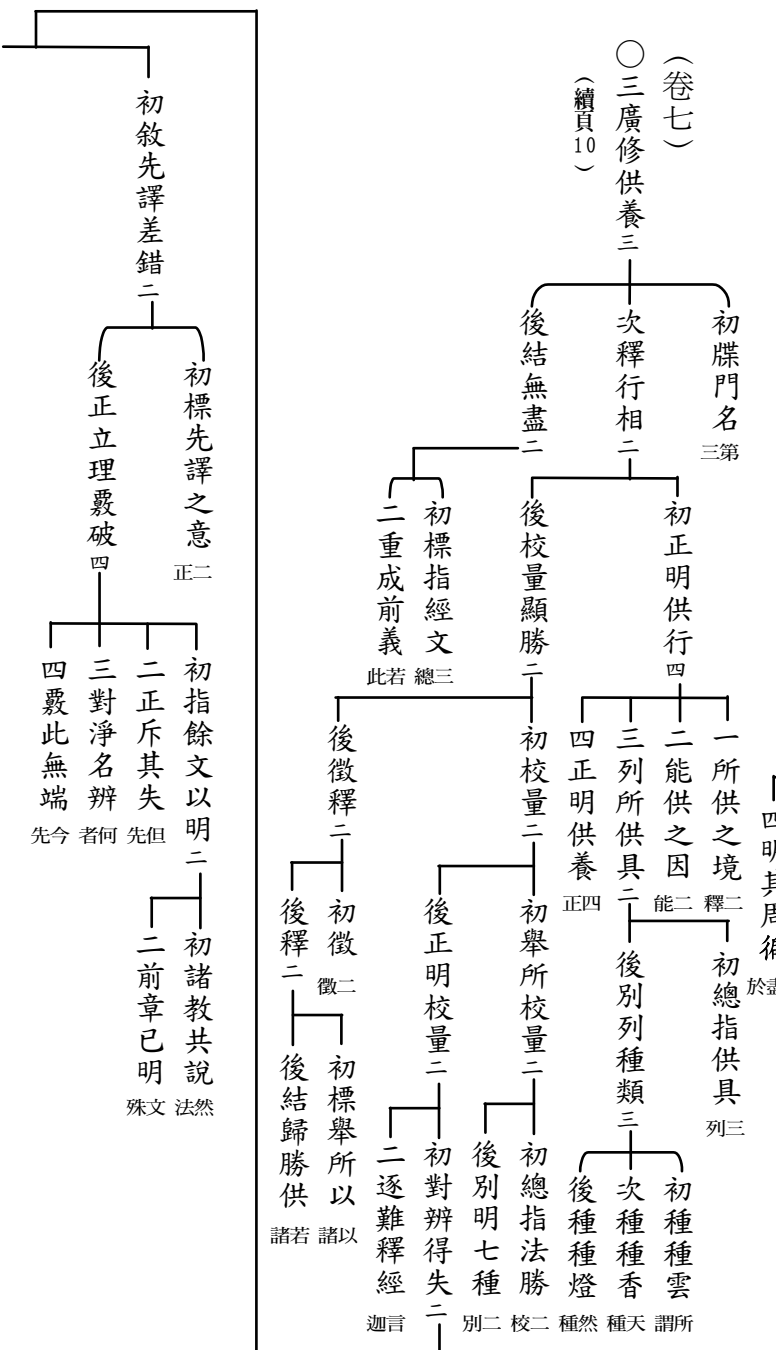 （卷七）
○三廣修供養三
（續頁10）
初牒門名
第三
次釋行相二
後結無盡二
初正明供行四
後校量顯勝二
初標指經文
三總
二重成前義
若此
四明其周
於
一所供之境
二釋
二能供之因
二能
三列所供具二
四正明供養
四正
初總指供具
三列
後別列種類三
初種種雲
所謂
次種種香
天種
後種種燈
然種
初校量二
後徵釋二
初舉所校量二
後正明校量二
初總指法勝
二校
後別明七種
二別
初對辨得失二
二逐難釋經
言迦
初徵
二徵
後釋二
初標舉所以
以諸
後結歸勝供
若諸
初敘先譯差錯二
初標先譯之意
二正
後正立理覈破四
初指餘文以明二
二正斥其失
但先
三對淨名辨
何者
四覈此無端
今先
初諸教共說
然法
二前章已明
文殊